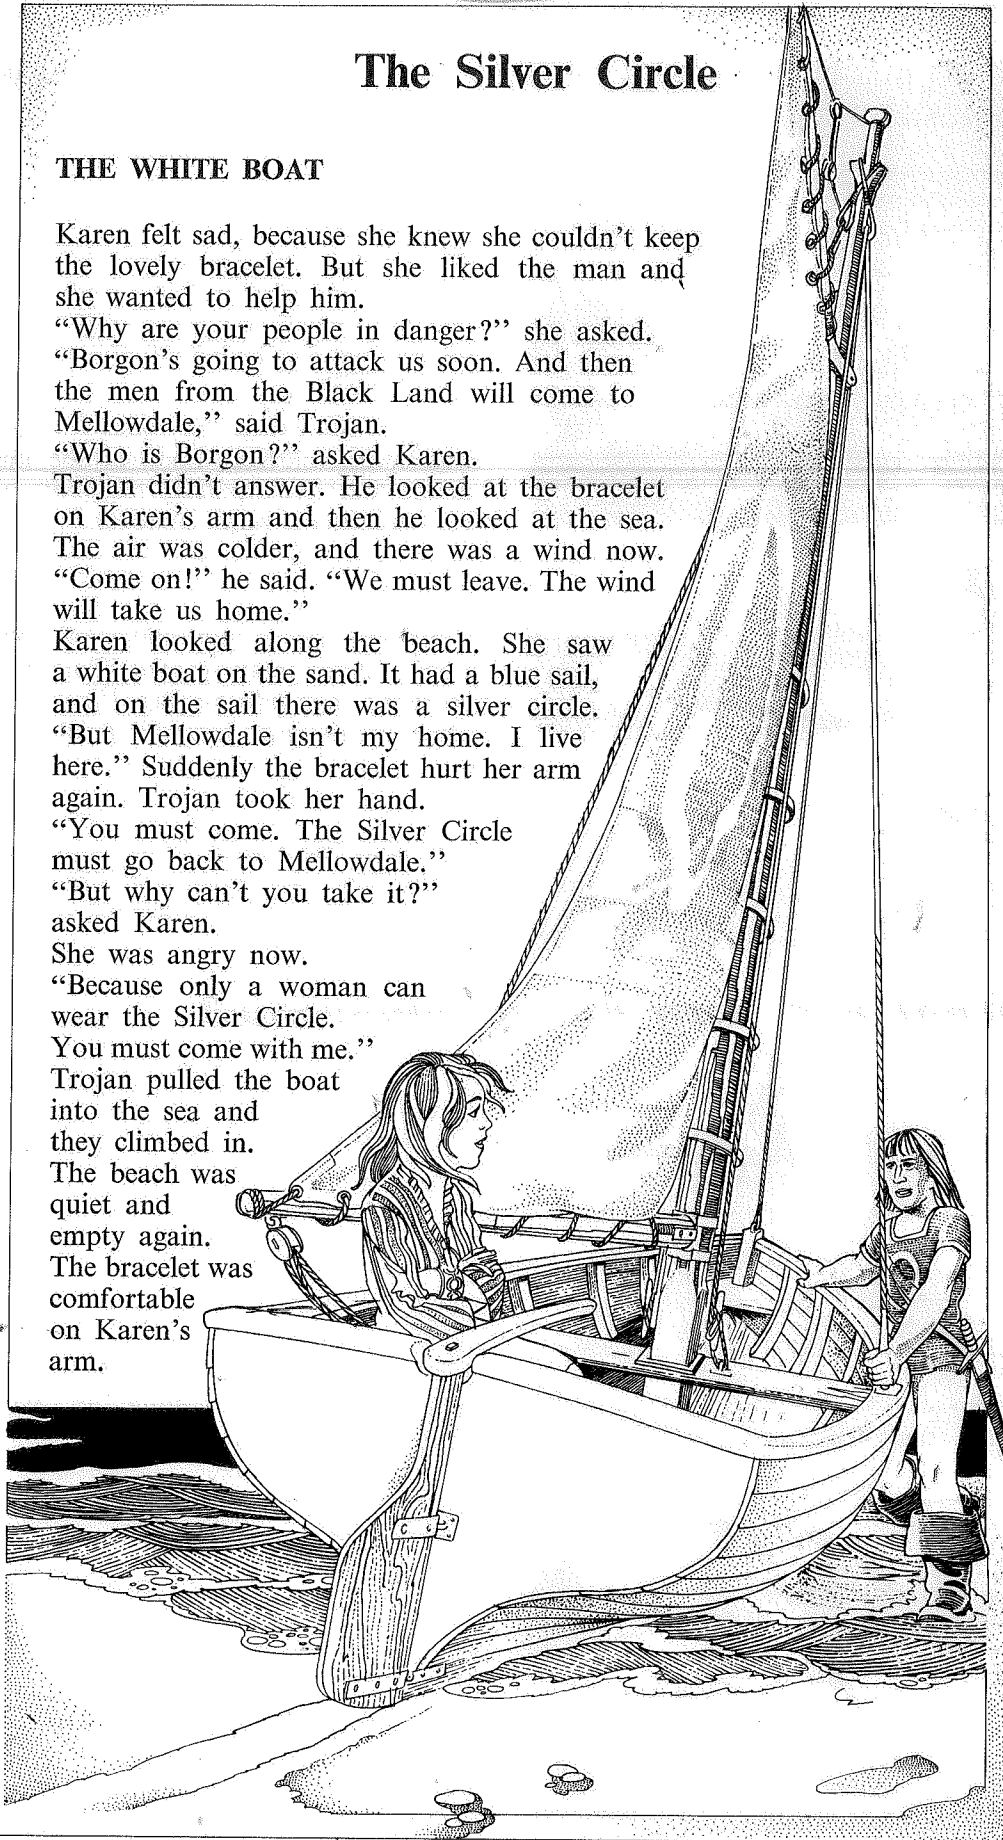 The Silver Circle
THE WHITE BOAT
Karen felt sad, because she knew she couldn't keep
the lovely bracelet. But she liked the man and
she wanted to help him.
“Why are your people in danger?” she asked.
“Borgon's going to attack us soon. And then
the men from the Black Land will come to
Mellowdale,” said Trojan.
“Who is Borgon?” asked Karen.
Trojan didn't answer. He looked at the bracelet
on Karen's arm and then he looked at the sea.
The air was colder, and there was a wind now.
“Come on!” he said. “We must leave. The wind
will take us home.”
Karen looked along the beach. She saw
a white boat on the sand. It had a blue sail,
and on the sail there was a silver circle.
“But Mellowdale isn't my home. I live
here.” Suddenly the bracelet hurt her arm
again. Trojan took her hand.
“You must come. The Silver Circle
must go back to Mellowdale.”
“But why can't you take it?”
asked Karen.
She was angry now.
“Because only a woman can
wear the Silver Circle.
You must come with me.”
Trojan pulled the boat
into the sea and
they climbed in.
The beach was
quiet and
empty again.
The bracelet was
comfortable
on Karen's
arm.